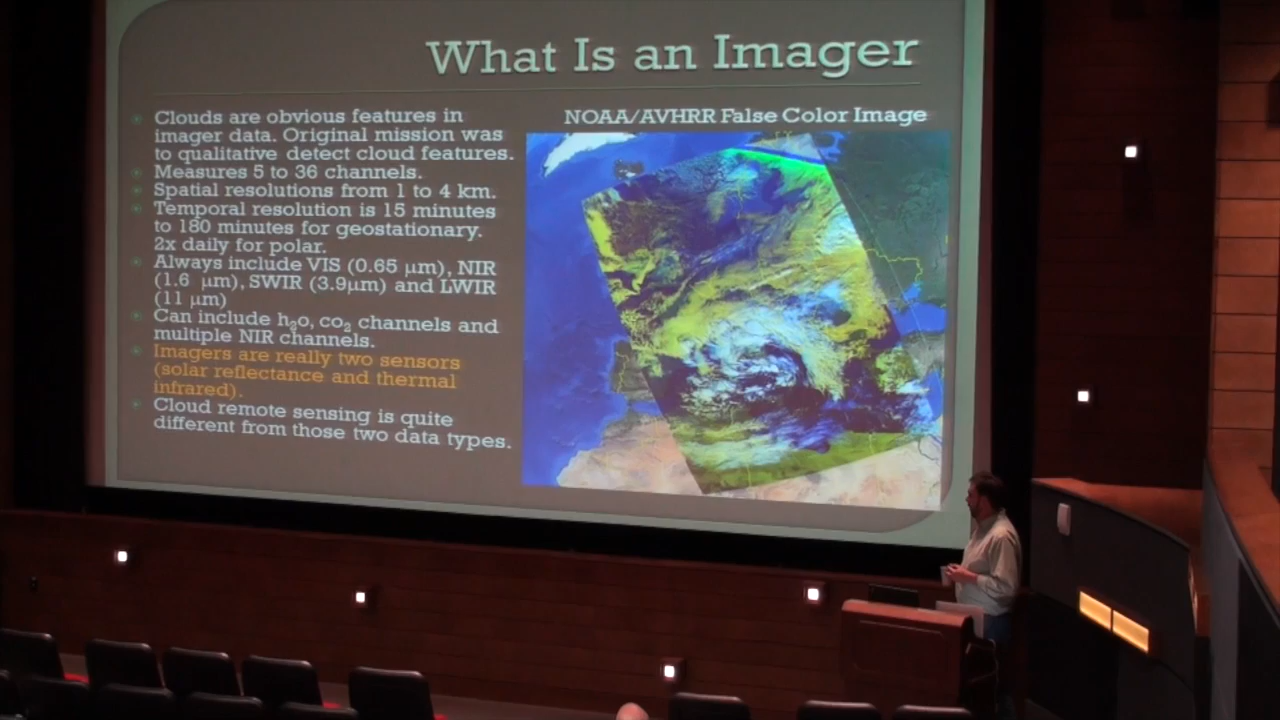 What Is an Imager
Clouds are obvious features in
imager data. Original mission was
to qualitative detect cloud features.
Measures 5 to 36 channels.
Spatial resolutions from 1 to 4 km.
Temporal resolution is 15 minutes
to 180 minutes for geostationary.
2x daily for polar.
Always include VIS (0.65 μm), NIR
(1.6 μm), SWIR (3.9μm) and LWIR
(11 μm)
Can include h₂o, co₂ channels and
multiple NIR channels.
Imagers are really two sensors
(solar reflectance and thermal
infrared).
Cloud remote sensing is quite
different from those two data types.
NOAA/AVHRR False Color Image